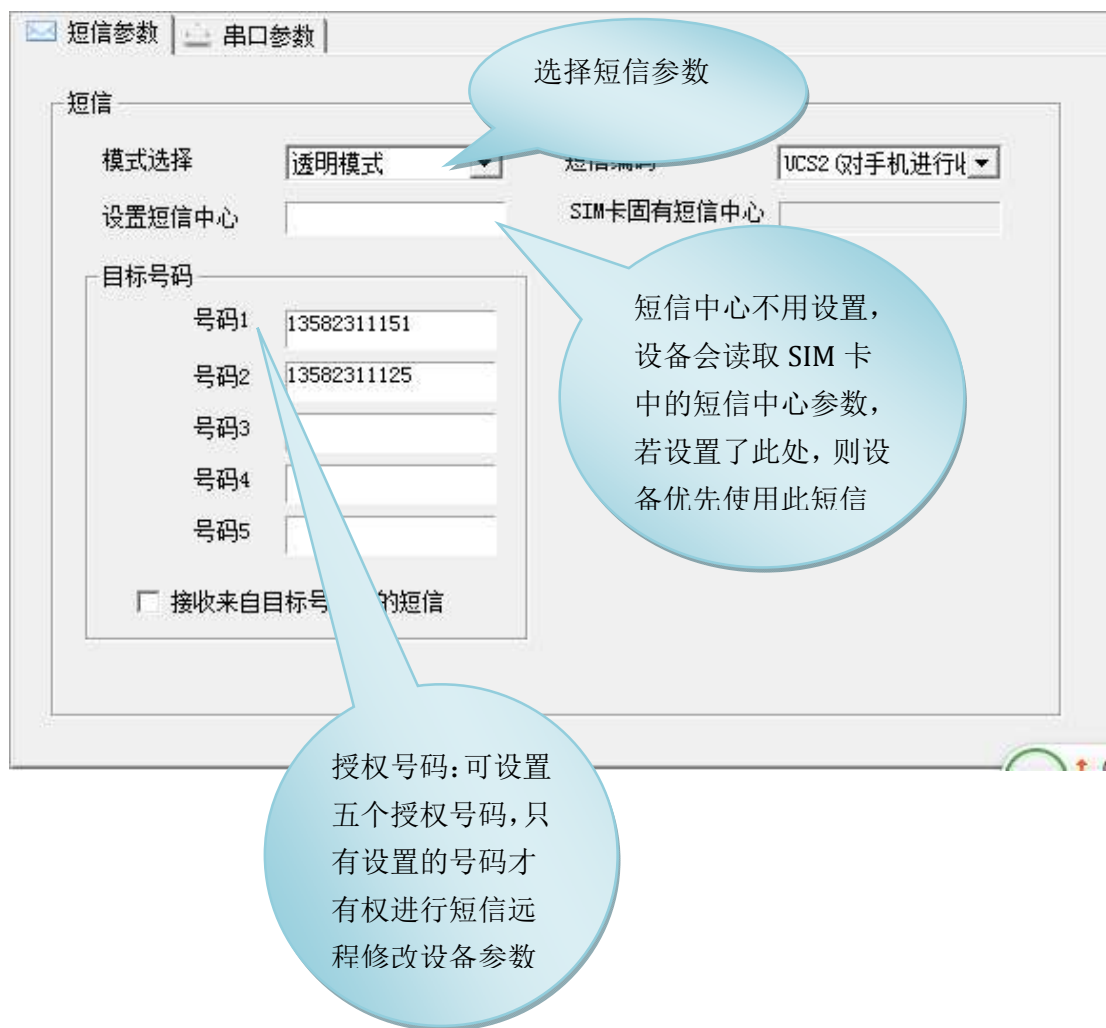 短信参数 串口参数
选择短信参数
短信
模式选择 透明模式 UCS2(对手机进行
设置短信中心 SIM卡固有短信中心
目标号码
号码1 13582311151
号码2 13582311125
号码3
号码4
号码5
接收来自目标号 的短信
短信中心不用设置，
设备会读取 SIM 卡
中的短信中心参数，
若设置了此处，则设
备优先使用此短信
授权号码：可设置
五个授权号码，只
有设置的号码才
有权进行短信远
程修改设备参数